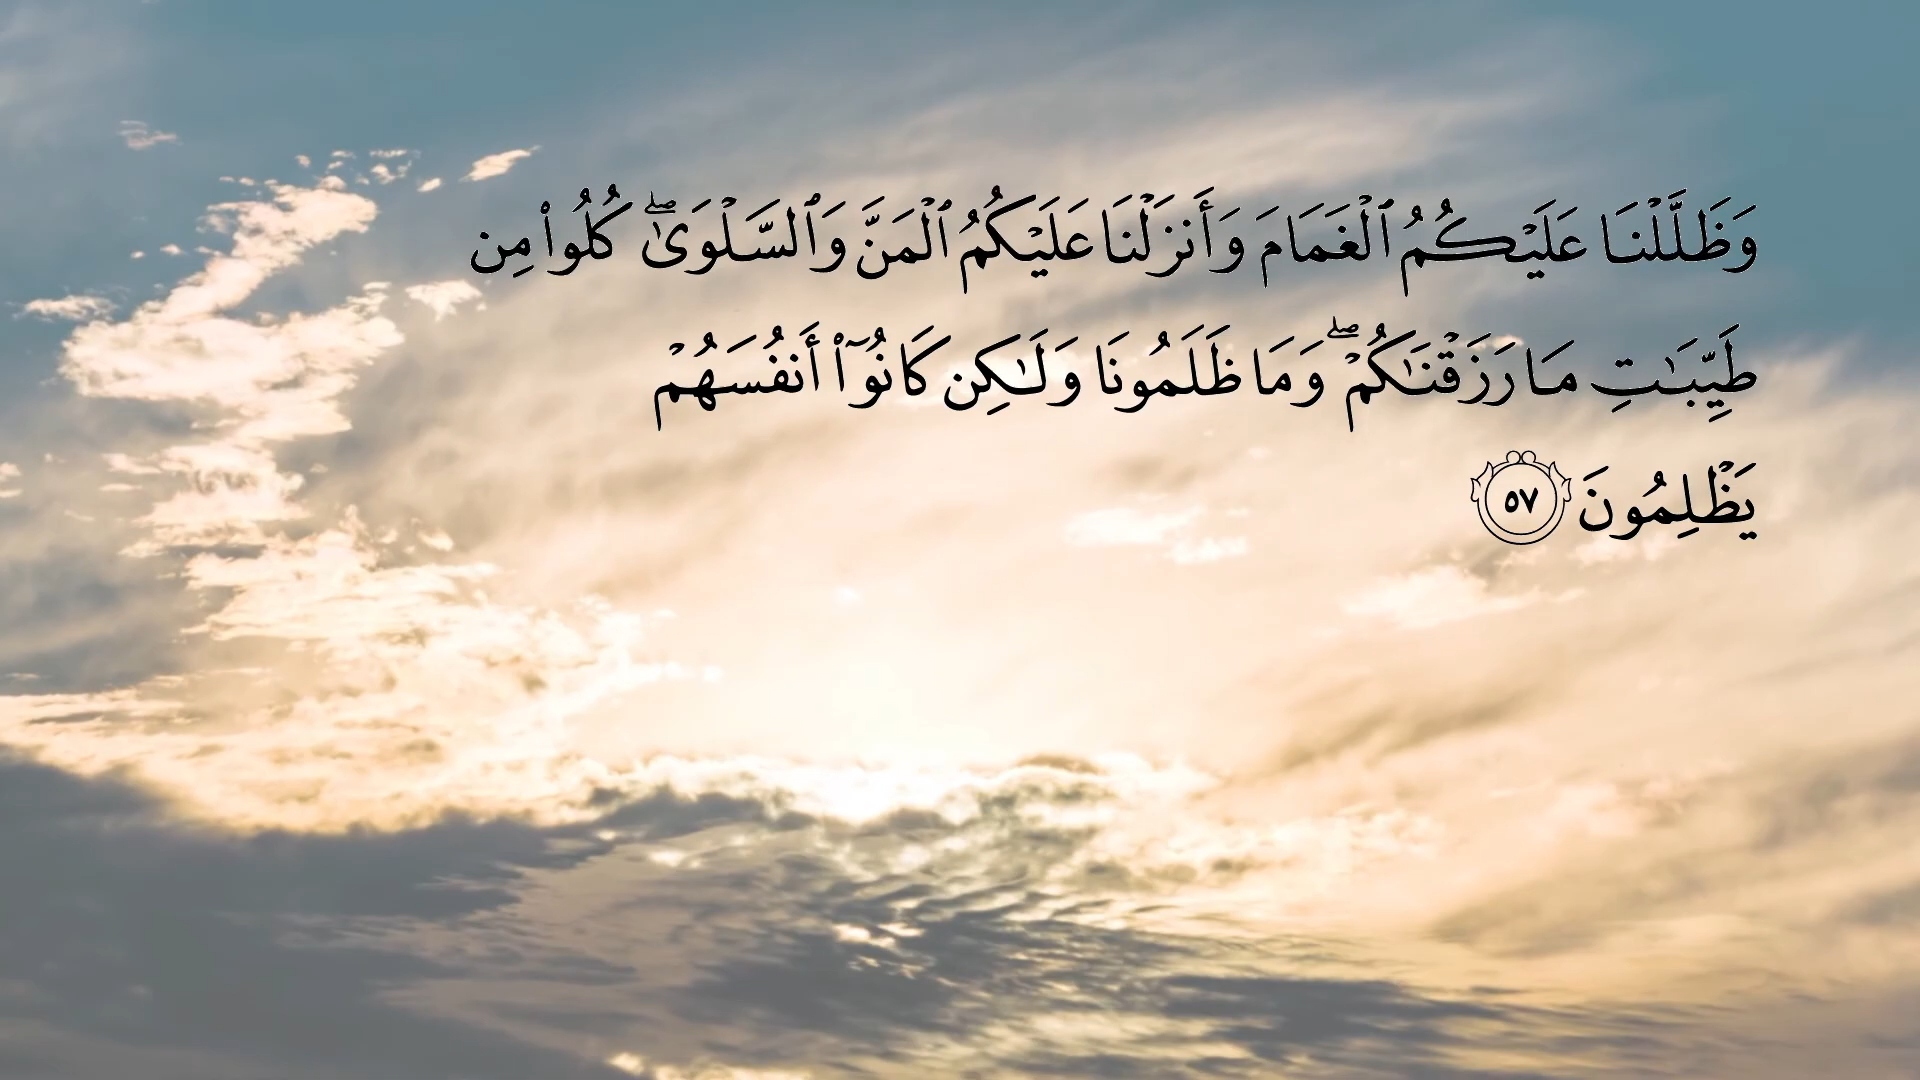 وَظَلَّلْنَا عَلَيْكُمُ ٱلْغَمَامَ وَأَنزَلْنَا عَلَيْكُمُ ٱلْمَنَّ وَٱلسَّلْوَىٰۖ كُلُوا۟ مِن
طَيِّبَـٰتِ مَا رَزَقْنَـٰكُمْۖ وَمَا ظَلَمُونَا وَلَـٰكِن كَانُوٓا۟ أَنفُسَهُمْ
يَظْلِمُونَ ٥٧